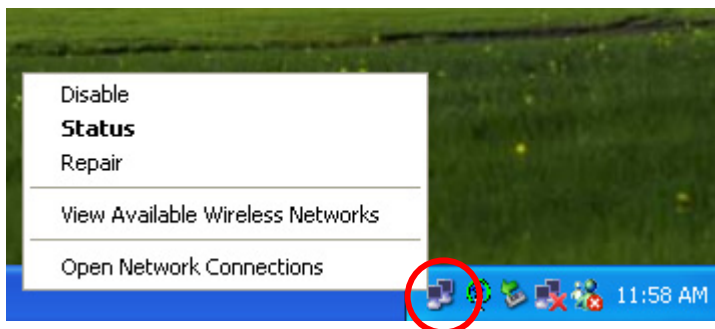 Disable
Status
Repair
View Available Wireless Networks
Open Network Connections
11:58 AM